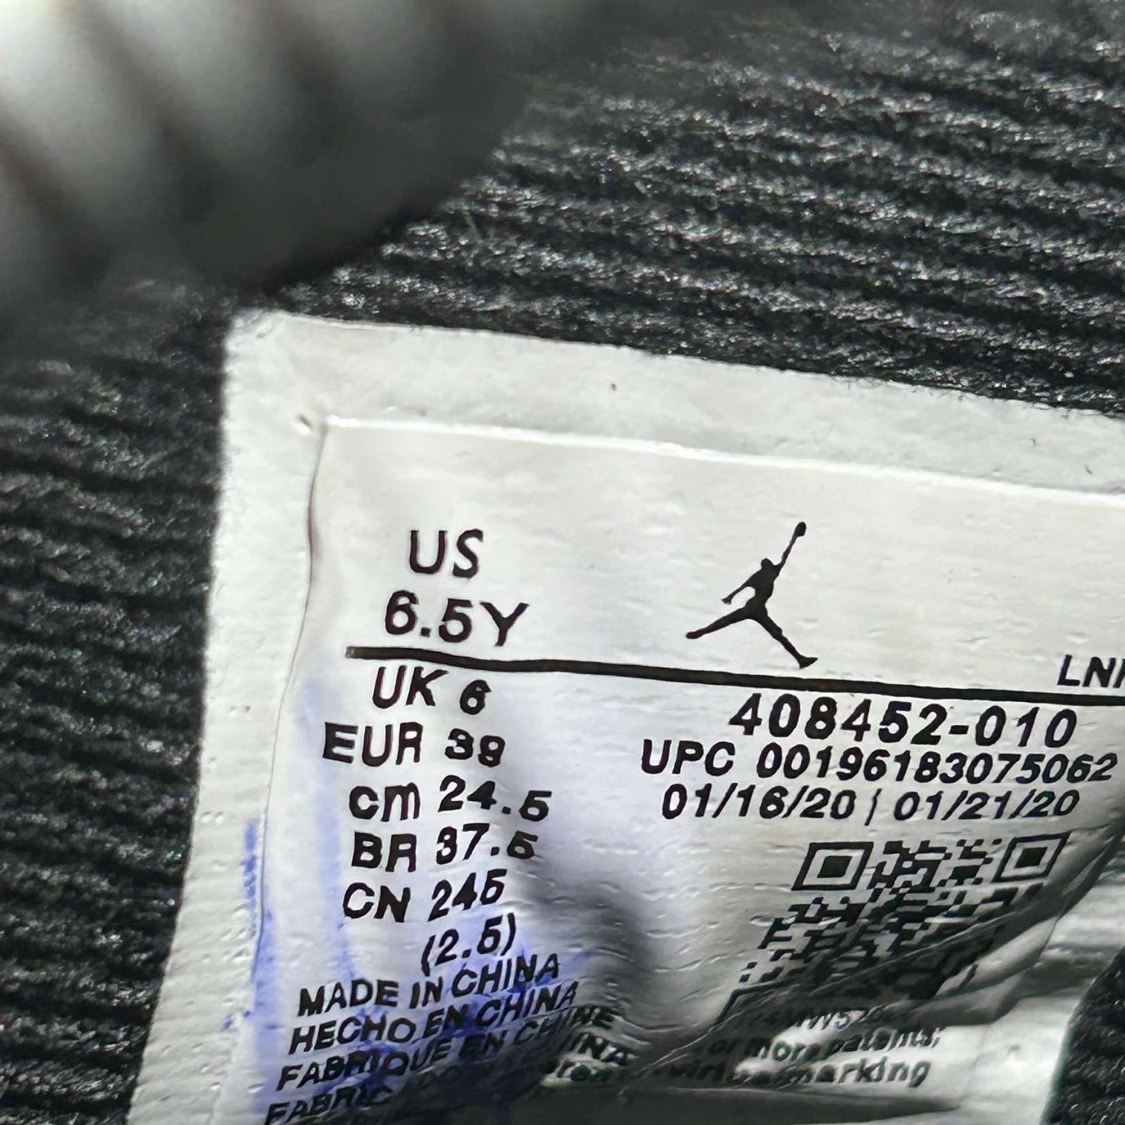 US
6.5Y
LN
UK 6
EUR 39
cm 24.5
BR 37.5
CN 245
(2.5)
408452-010
UPC 00196183075062
01/16/20 | 01/21/20
MADE IN CHINA
HECHO EN CHINA
FABRIQUE EN CHINE
or more patents;
virtual marking